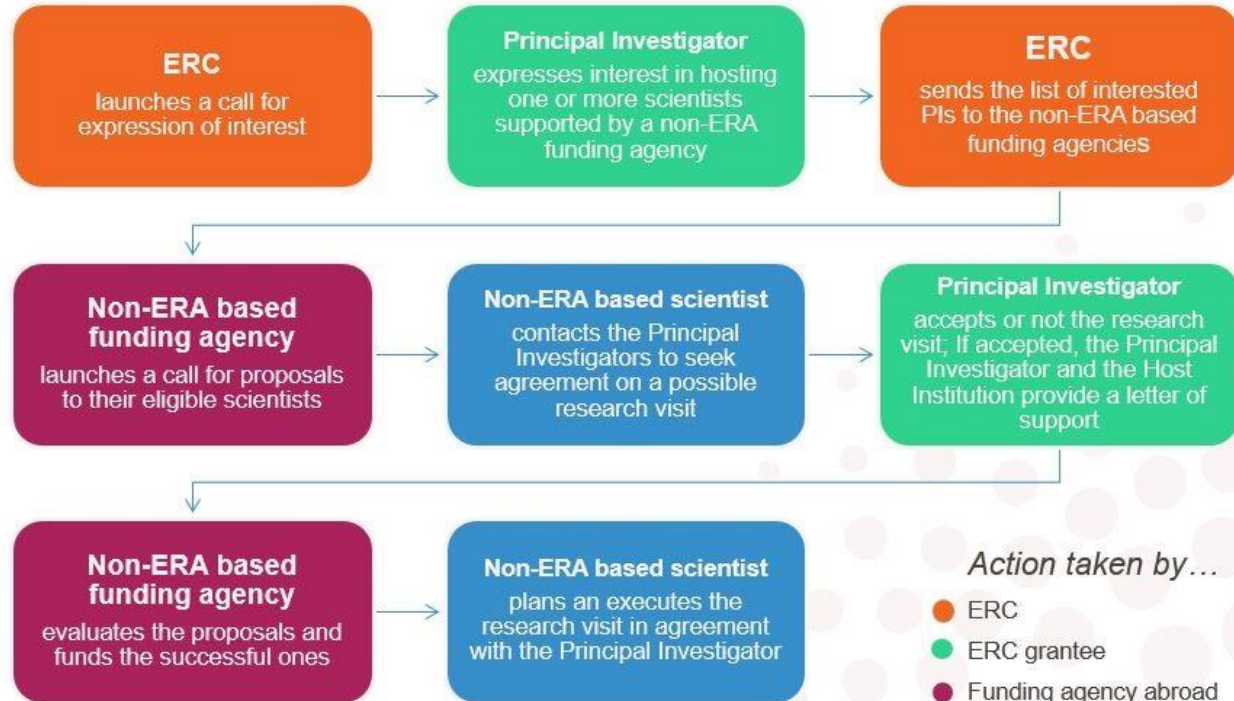 ERC
launches a call for
expression of interest
Principal Investigator
expresses interest in hosting
one or more scientists
supported by a non-ERA
funding agency
ERC
sends the list of interested
PIs to the non-ERA based
funding agencies
Non-ERA based
funding agency
launches a call for proposals
to their eligible scientists
Non-ERA based scientist
contacts the Principal
Investigators to seek
agreement on a possible
research visit
Principal Investigator
accepts or not the research
visit; If accepted, the Principal
Investigator and the Host
Institution provide a letter of
support
Non-ERA based
funding agency
evaluates the proposals and
funds the successful ones
Non-ERA based scientist
plans an executes the
research visit in agreement
with the Principal Investigator
Action taken by…
ERC
ERC grantee
Funding agency abroad